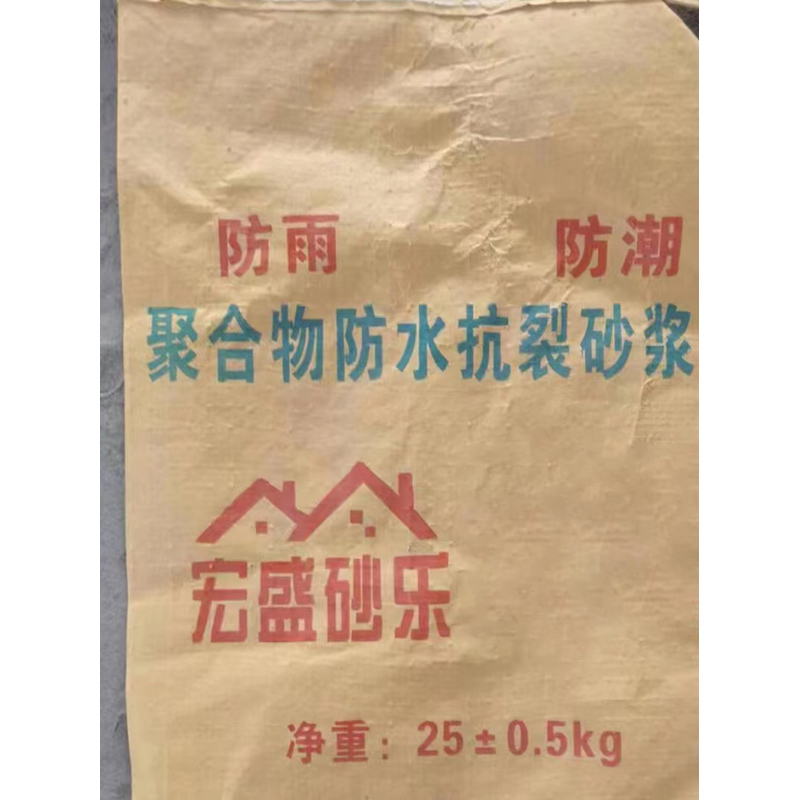 防雨 防潮
聚合物防水抗裂砂浆
宏盛砂乐
净重：25±0.5kg